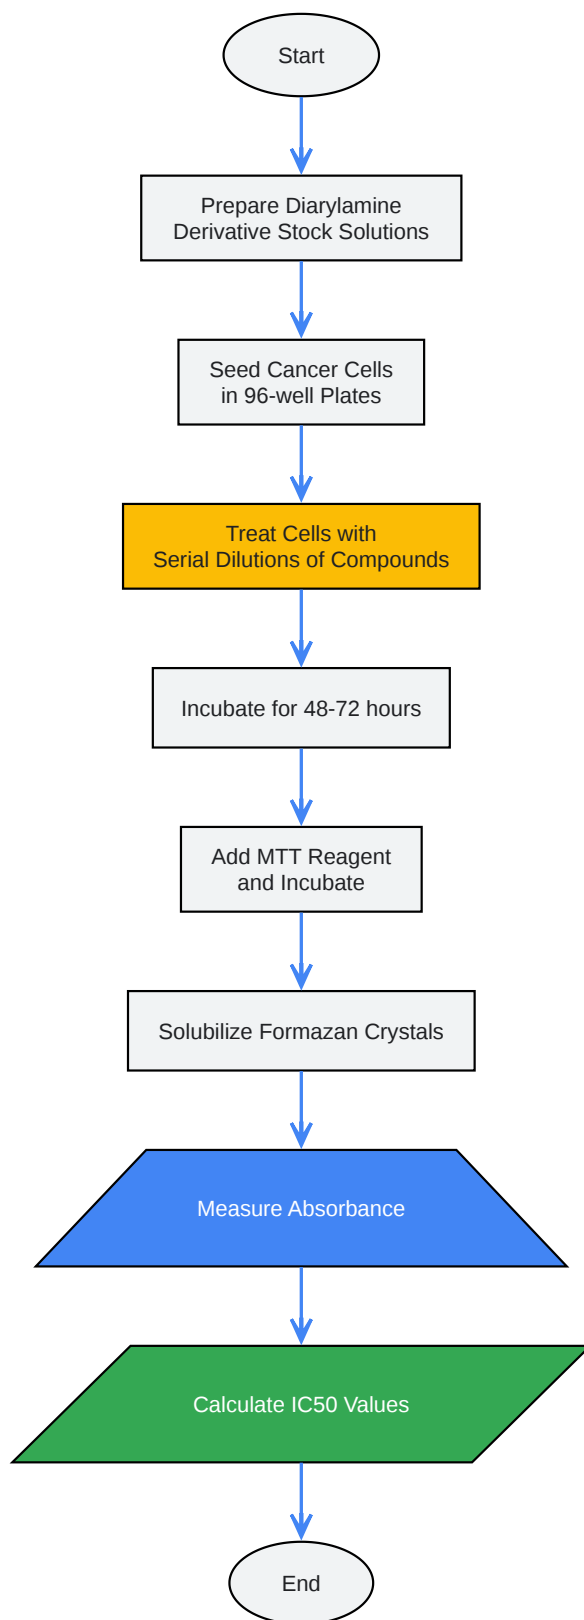 Start
Prepare Diarylamine
Derivative Stock Solutions
Seed Cancer Cells
in 96-well Plates
Treat Cells with
Serial Dilutions of Compounds
Incubate for 48-72 hours
Add MTT Reagent
and Incubate
Solubilize Formazan Crystals
Measure Absorbance
Calculate IC50 Values
End